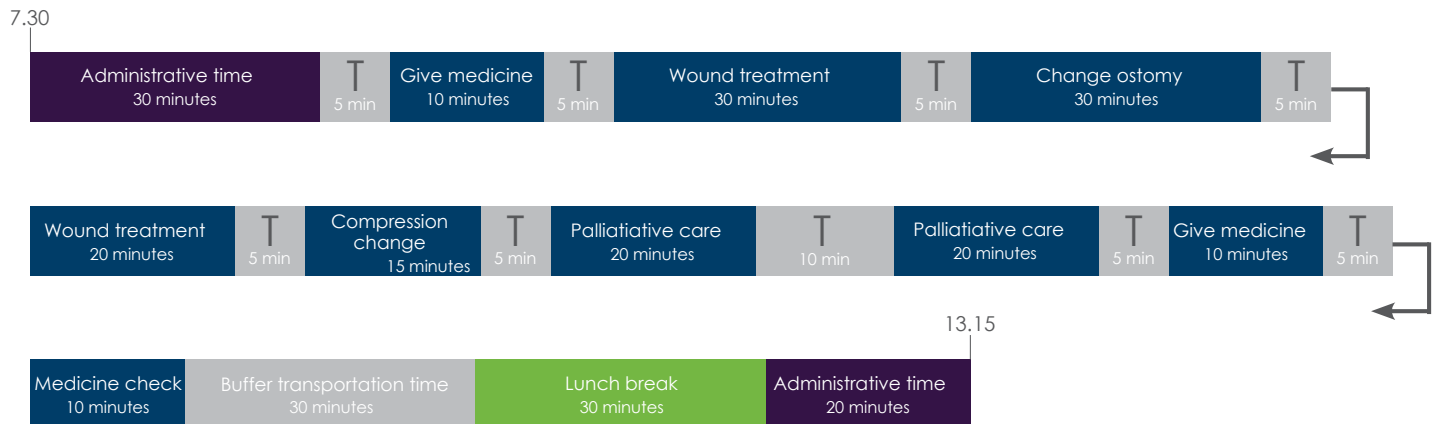 7.30
Administrative time
30 minutes
T
5 min
Give medicine
10 minutes
T
5 min
Wound treatment
30 minutes
T
5 min
Change ostomy
30 minutes
T
5 min
Wound treatment
20 minutes
T
5 min
Compression
change
15 minutes
T
5 min
Palliatiative care
20 minutes
T
10 min
Palliatiative care
20 minutes
T
5 min
Give medicine
10 minutes
T
5 min
13.15
Medicine check
10 minutes
Buffer transportation time
30 minutes
Lunch break
30 minutes
Administrative time
20 minutes